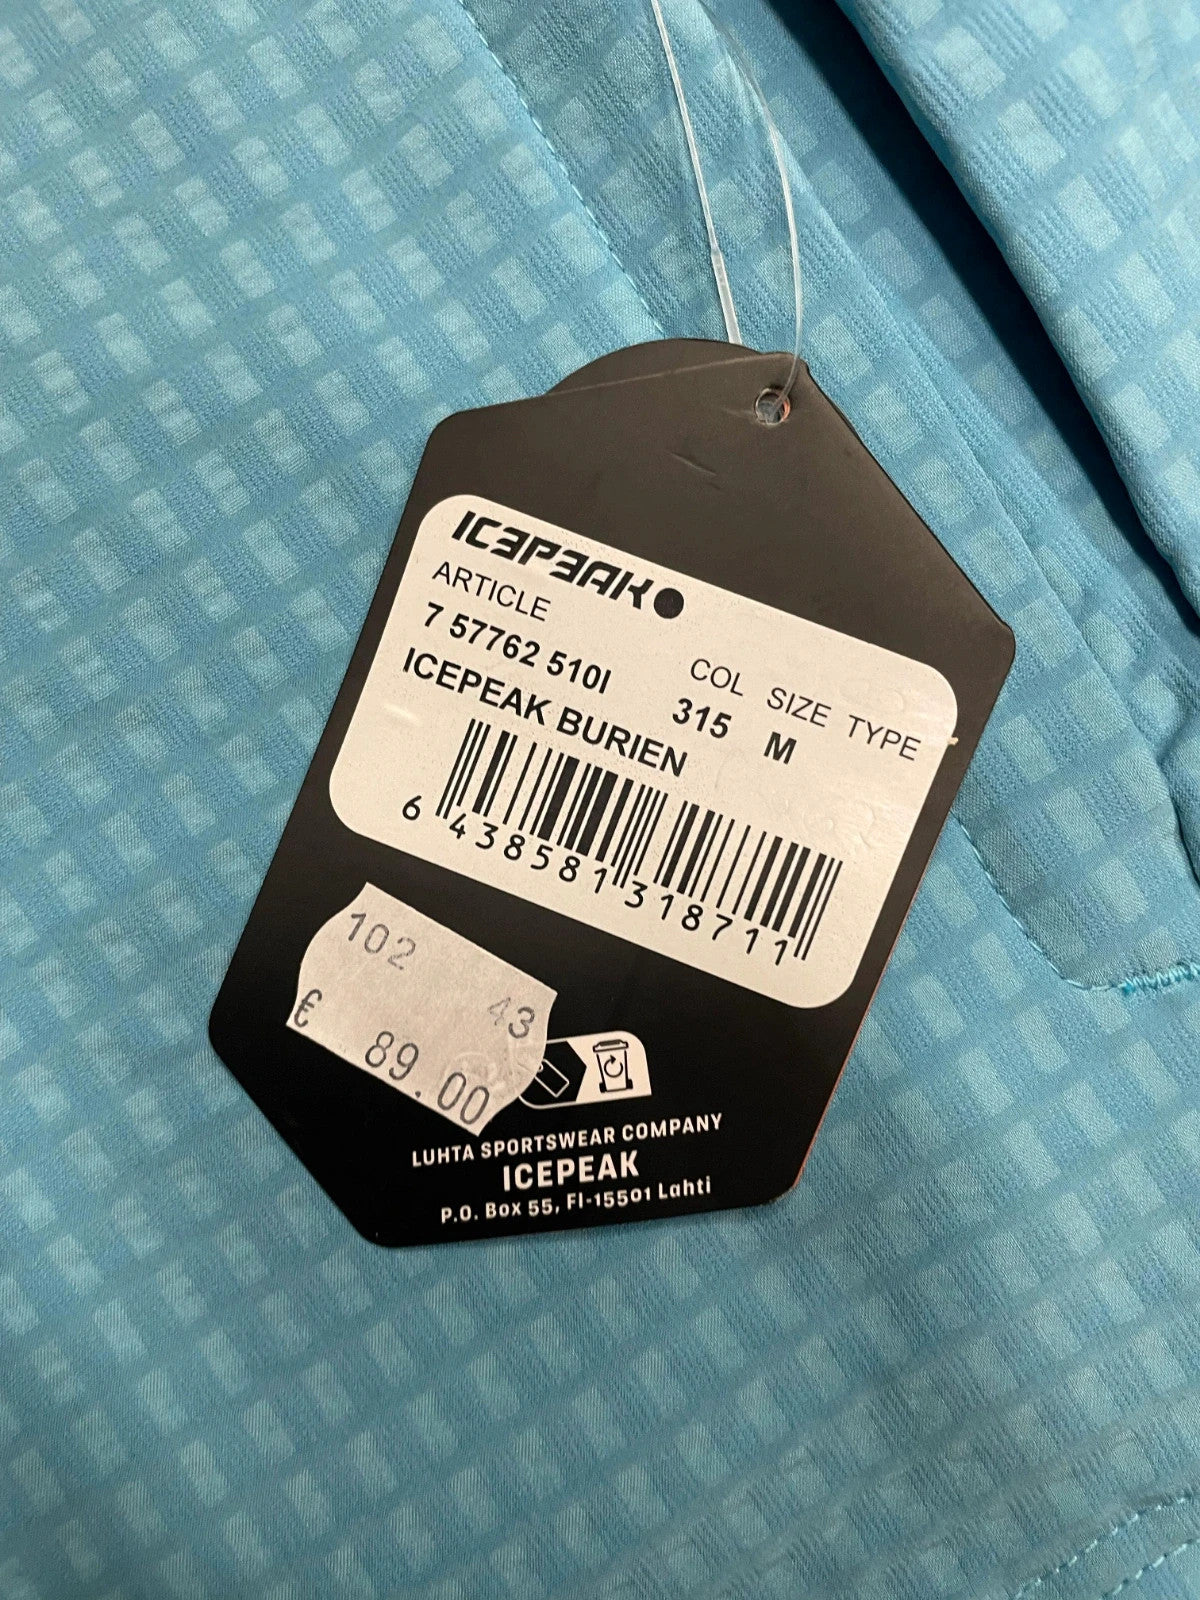 ICEPEAK
ARTICLE COL SIZE TYPE
7 57762 510I 315 M
ICEPEAK BURIEN
6 438581 318711
102 43
€ 89.00
LUHTA SPORTSWEAR COMPANY
ICEPEAK
P.O. Box 55, FI-15501 Lahti